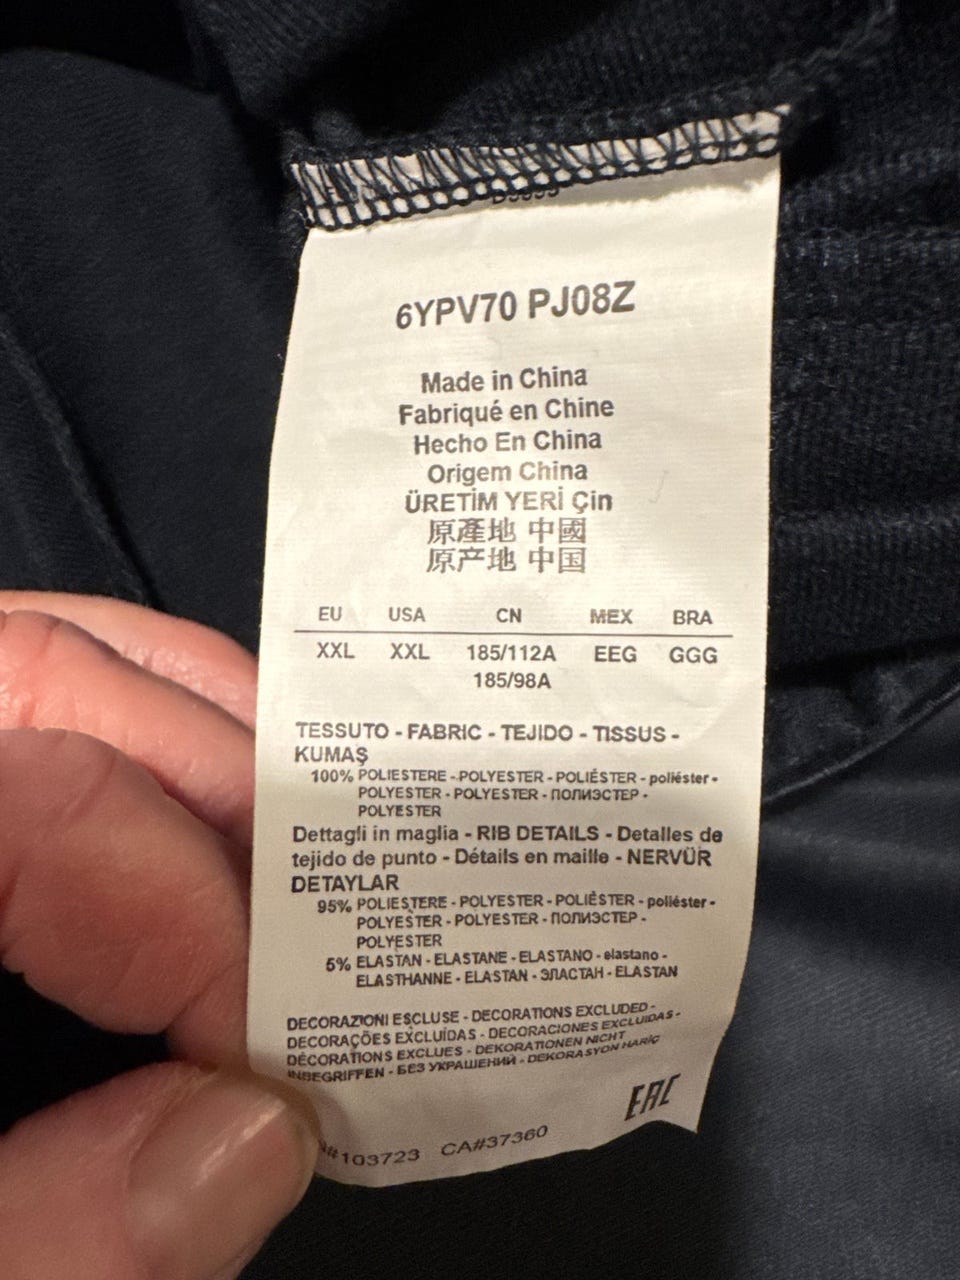 6YPV70 PJ08Z
Made in China
Fabriqué en Chine
Hecho En China
Origem China
ÜRETİM YERİ Çin
原產地 中國
原产地 中国
EU USA CN MEX BRA
XXL XXL 185/112A EEG GGG
185/98A
TESSUTO - FABRIC - TEJIDO - TISSUS -
KUMAŞ
100% POLIESTERE - POLYESTER - POLIÉSTER - poliéster -
POLYESTER - POLYESTER - ПОЛИЭСТЕР -
POLYESTER
Dettagli in maglia - RIB DETAILS - Detalles de
tejido de punto - Détails en maille - NERVÜR
DETAYLAR
95% POLIESTERE - POLYESTER - POLIÉSTER - poliéster -
POLYESTER - POLYESTER - ПОЛИЭСТЕР -
POLYESTER
5% ELASTAN - ELASTANE - ELASTANO - elastano -
ELASTHANNE - ELASTAN - ЭЛАСТАН - ELASTAN
DECORAZIONI ESCLUSE - DECORATIONS EXCLUDED -
DECORAÇÕES EXCLUÍDAS - DECORACIONES EXCLUIDAS -
DÉCORATIONS EXCLUES - DEKORATIONEN NICHT
INBEGRIFFEN - БЕЗ УКРАШЕНИЙ - DEKORASYON HARİÇ
EAC
#103723 CA#37360